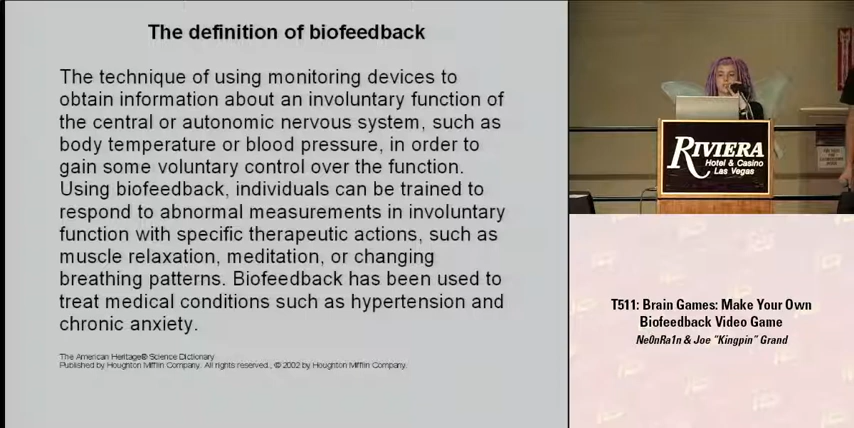 The definition of biofeedback
The technique of using monitoring devices to
obtain information about an involuntary function of
the central or autonomic nervous system, such as
body temperature or blood pressure, in order to
gain some voluntary control over the function.
Using biofeedback, individuals can be trained to
respond to abnormal measurements in involuntary
function with specific therapeutic actions, such as
muscle relaxation, meditation, or changing
breathing patterns. Biofeedback has been used to
treat medical conditions such as hypertension and
chronic anxiety.
The American Heritage® Science Dictionary
Published by Houghton Mifflin Company. All rights reserved., © 2002 by Houghton Mifflin Company.
RIVIERA
Hotel & Casino
Las Vegas
T511: Brain Games: Make Your Own
Biofeedback Video Game
Ne0nRa1n & Joe "Kingpin" Grand